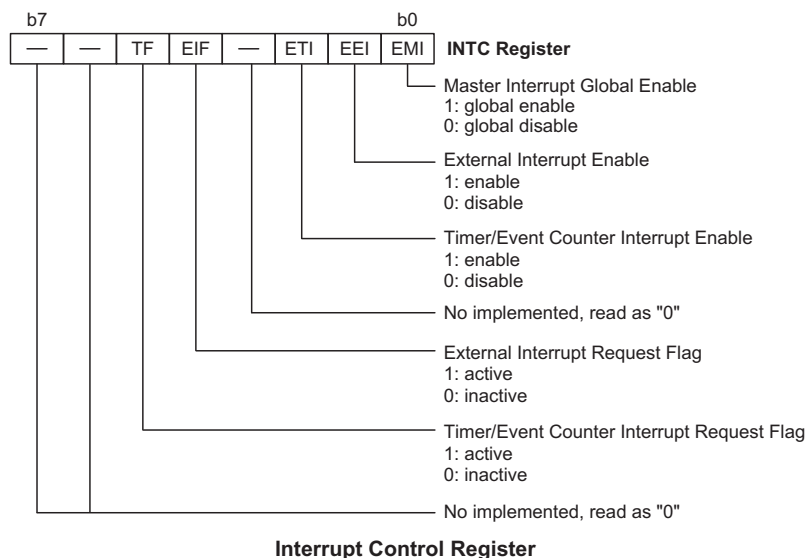 b7 b0
— — TF EIF — ETI EEI EMI INTC Register
Master Interrupt Global Enable
1: global enable
0: global disable
External Interrupt Enable
1: enable
0: disable
Timer/Event Counter Interrupt Enable
1: enable
0: disable
No implemented, read as "0"
External Interrupt Request Flag
1: active
0: inactive
Timer/Event Counter Interrupt Request Flag
1: active
0: inactive
No implemented, read as "0"
Interrupt Control Register